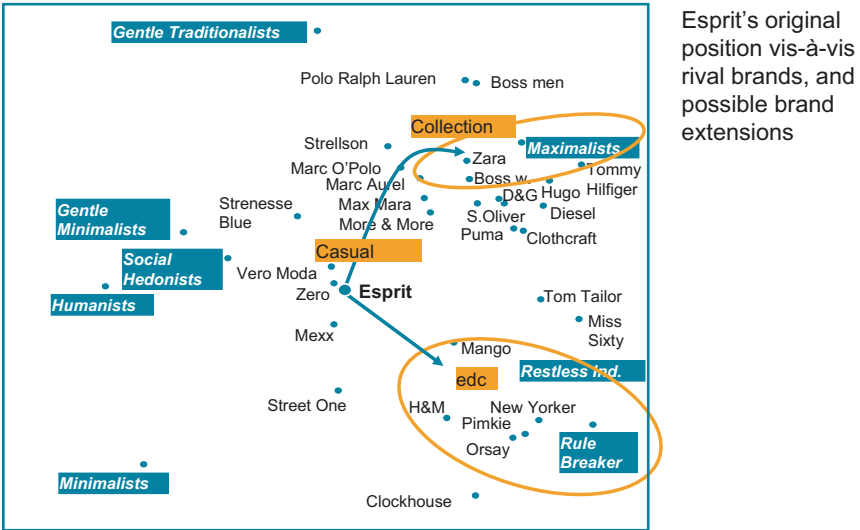 Gentle Traditionalists
Esprit’s original
position vis-à-vis
rival brands, and
possible brand
extensions
Polo Ralph Lauren
Boss men
Collection
Strellson
Maximalists
Zara
Marc O'Polo
Tommy
Hilfiger
Marc Aurel
Boss w.
Hugo
D&G
Max Mara
Strenesse
Blue
Gentle
Minimalists
S.Oliver
Diesel
More & More
Puma
Clothcraft
Casual
Social
Hedonists
Vero Moda
Humanists
Zero
Esprit
Tom Tailor
Miss
Sixty
Mexx
Mango
Restless Ind.
edc
Street One
H&M
New Yorker
Pimkie
Orsay
Rule
Breaker
Minimalists
Clockhouse